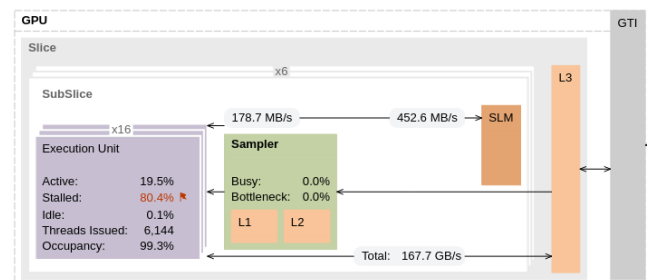 GPU
GTI
Slice
x6
L3
SubSlice
178.7 MB/s
452.6 MB/s
SLM
x16
Execution Unit
Sampler
Active: 19.5%
Stalled: 80.4%
Idle: 0.1%
Threads Issued: 6,144
Occupancy: 99.3%
Busy: 0.0%
Bottleneck: 0.0%
L1
L2
Total: 167.7 GB/s